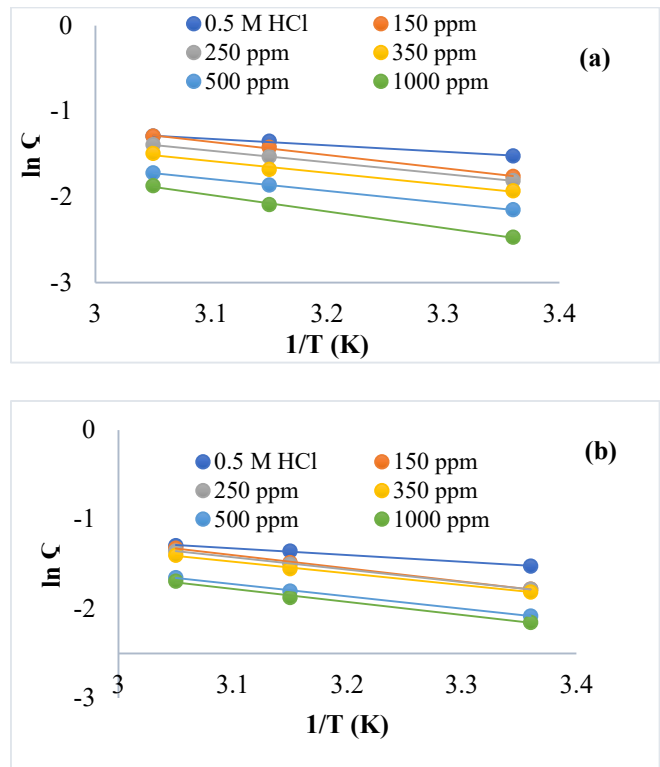 0
0.5 M HCl 150 ppm
250 ppm 350 ppm
500 ppm 1000 ppm
(a)
-1
ln Ϛ
-2
-3
3 3.1 3.2 3.3 3.4
1/T (K)
0
(b)
0.5 M HCl 150 ppm
250 ppm 350 ppm
500 ppm 1000 ppm
-1
ln Ϛ
-2
-3
3 3.1 3.2 3.3 3.4
1/T (K)